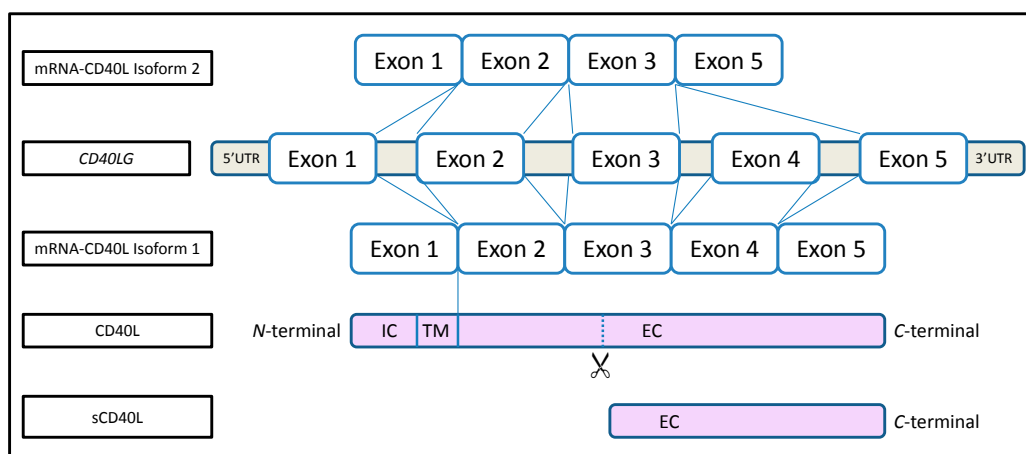 mRNA-CD40L Isoform 2
Exon 1 Exon 2 Exon 3 Exon 5
CD40LG
5'UTR Exon 1 Exon 2 Exon 3 Exon 4 Exon 5 3'UTR
mRNA-CD40L Isoform 1
Exon 1 Exon 2 Exon 3 Exon 4 Exon 5
CD40L
N-terminal IC TM EC C-terminal
sCD40L
EC C-terminal